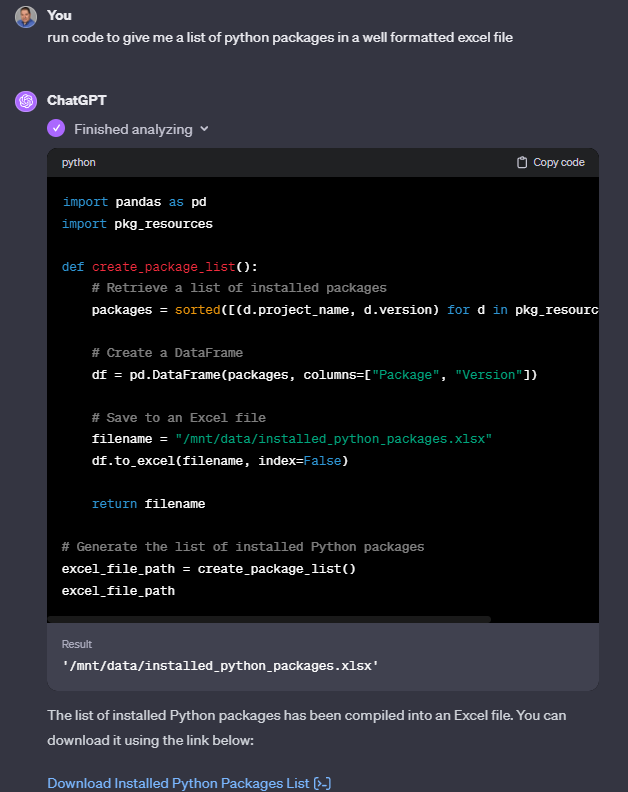 You
run code to give me a list of python packages in a well formatted excel file
ChatGPT
Finished analyzing
python
Copy code
import pandas as pd
import pkg_resources
def create_package_list():
# Retrieve a list of installed packages
packages = sorted([(d.project_name, d.version) for d in pkg_resourc
# Create a DataFrame
df = pd.DataFrame(packages, columns=["Package", "Version"])
# Save to an Excel file
filename = "/mnt/data/installed_python_packages.xlsx"
df.to_excel(filename, index=False)
return filename
# Generate the list of installed Python packages
excel_file_path = create_package_list()
excel_file_path
Result
'/mnt/data/installed_python_packages.xlsx'
The list of installed Python packages has been compiled into an Excel file. You can
download it using the link below:
Download Installed Python Packages List [>-]